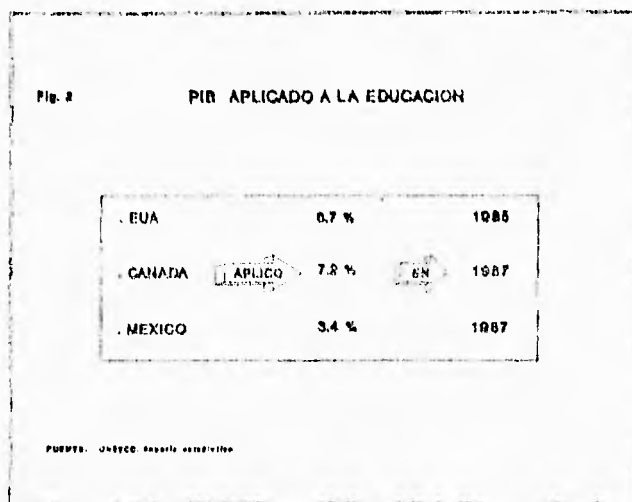 Fig. 2
PIB APLICADO A LA EDUCACION
. EUA 6.7 % 1985
. CANADA APLICO 7.2 % EN 1987
. MEXICO 3.4 % 1987
FUENTE. UNESCO.